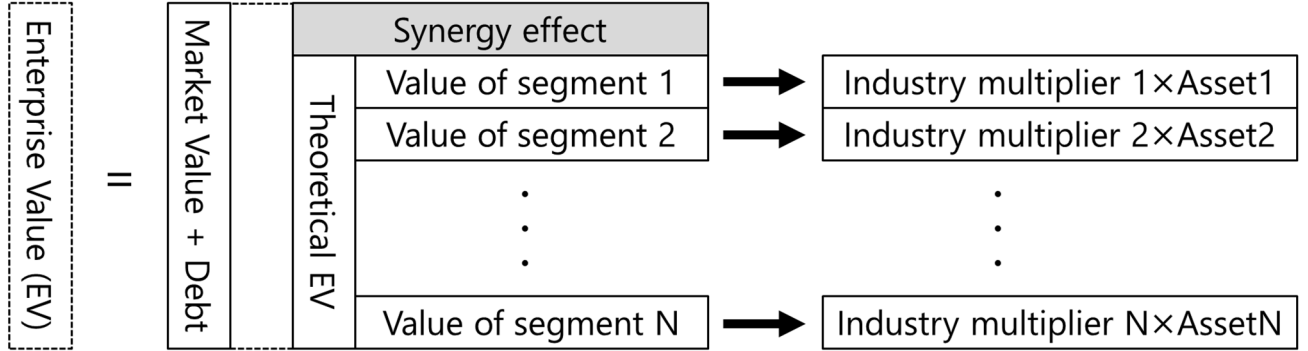 Enterprise Value (EV)
=
Market Value + Debt
Synergy effect
Theoretical EV
Value of segment 1
Industry multiplier 1×Asset1
Value of segment 2
Industry multiplier 2×Asset2
Value of segment N
Industry multiplier N×AssetN